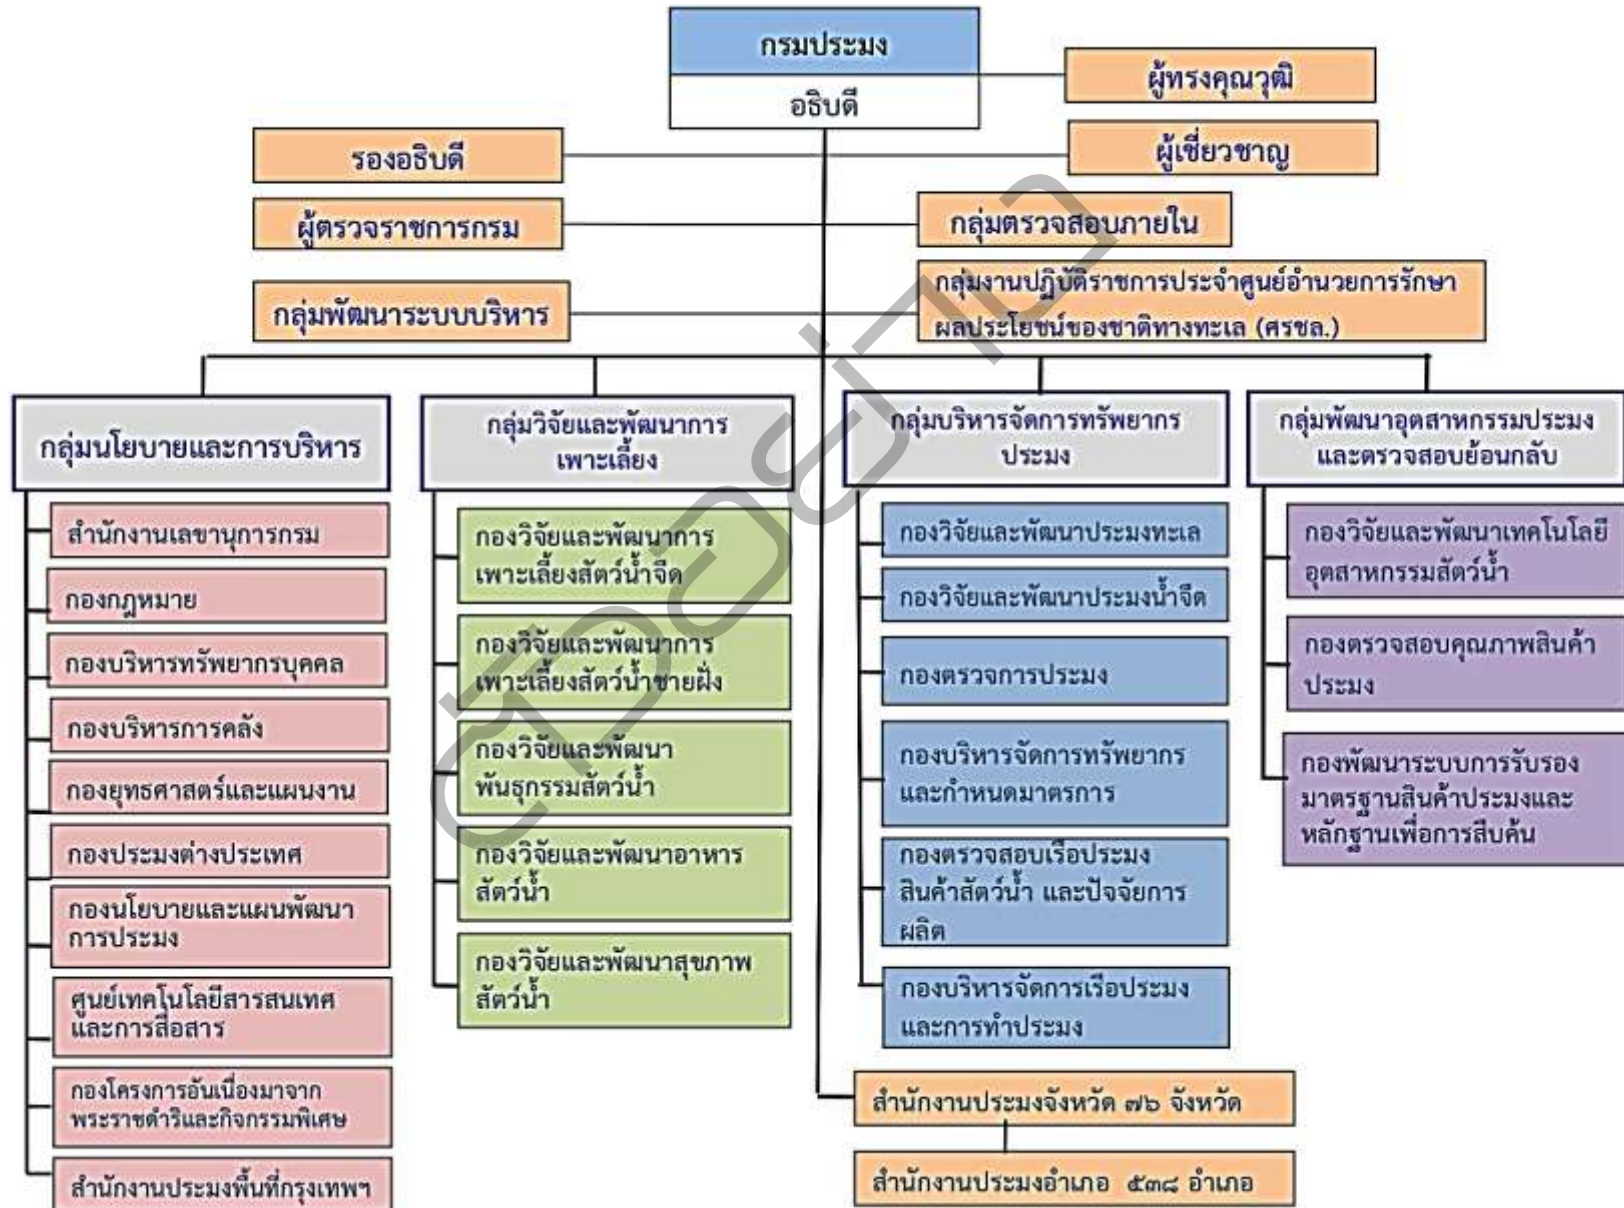 กรมประมง
อธิบดี
ผู้ทรงคุณวุฒิ
รองอธิบดี
ผู้เชี่ยวชาญ
ผู้ตรวจราชการกรม
กลุ่มตรวจสอบภายใน
กลุ่มพัฒนาระบบบริหาร
กลุ่มงานปฏิบัติราชการประจำศูนย์อำนวยการรักษา
ผลประโยชน์ของชาติทางทะเล (ศรชล.)
กลุ่มนโยบายและการบริหาร
สำนักงานเลขานุการกรม
กองกฎหมาย
กองบริหารทรัพยากรบุคคล
กองบริหารการคลัง
กองยุทธศาสตร์และแผนงาน
กองประมงต่างประเทศ
กองนโยบายและแผนพัฒนา
การประมง
ศูนย์เทคโนโลยีสารสนเทศ
และการสื่อสาร
กองโครงการอันเนื่องมาจาก
พระราชดำริและกิจกรรมพิเศษ
สำนักงานประมงพื้นที่กรุงเทพฯ
กลุ่มวิจัยและพัฒนาการ
เพาะเลี้ยง
กองวิจัยและพัฒนาการ
เพาะเลี้ยงสัตว์น้ำจืด
กองวิจัยและพัฒนาการ
เพาะเลี้ยงสัตว์น้ำชายฝั่ง
กองวิจัยและพัฒนา
พันธุกรรมสัตว์น้ำ
กองวิจัยและพัฒนาอาหาร
สัตว์น้ำ
กองวิจัยและพัฒนาสุขภาพ
สัตว์น้ำ
กลุ่มบริหารจัดการทรัพยากร
ประมง
กองวิจัยและพัฒนาประมงทะเล
กองวิจัยและพัฒนาประมงน้ำจืด
กองตรวจการประมง
กองบริหารจัดการทรัพยากร
และกำหนดมาตรการ
กองตรวจสอบเรือประมง
สินค้าสัตว์น้ำ และปัจจัยการ
ผลิต
กองบริหารจัดการเรือประมง
และการทำประมง
กลุ่มพัฒนาอุตสาหกรรมประมง
และตรวจสอบย้อนกลับ
กองวิจัยและพัฒนาเทคโนโลยี
อุตสาหกรรมสัตว์น้ำ
กองตรวจสอบคุณภาพสินค้า
ประมง
กองพัฒนาระบบการรับรอง
มาตรฐานสินค้าประมงและ
หลักฐานเพื่อการสืบค้น
สำนักงานประมงจังหวัด ๗๖ จังหวัด
สำนักงานประมงอำเภอ ๕๓๘ อำเภอ
ตัวอย่าง